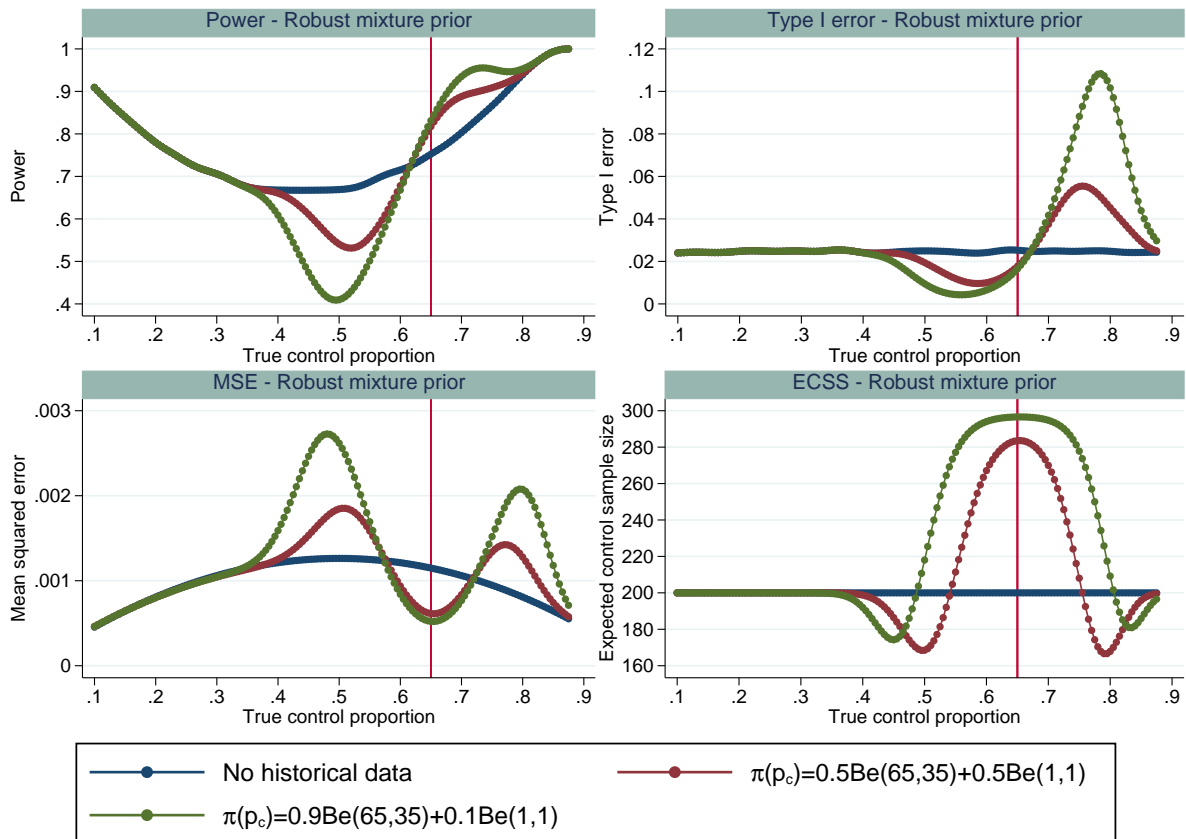 Power - Robust mixture prior
Power
1
.9
.8
.7
.6
.5
.4
.1 .2 .3 .4 .5 .6 .7 .8 .9
True control proportion
Type I error - Robust mixture prior
Type I error
.12
.1
.08
.06
.04
.02
0
.1 .2 .3 .4 .5 .6 .7 .8 .9
True control proportion
MSE - Robust mixture prior
Mean squared error
.003
.002
.001
0
.1 .2 .3 .4 .5 .6 .7 .8 .9
True control proportion
ECSS - Robust mixture prior
Expected control sample size
300
280
260
240
220
200
180
160
.1 .2 .3 .4 .5 .6 .7 .8 .9
True control proportion
No historical data
π(p_c)=0.5Be(65,35)+0.5Be(1,1)
π(p_c)=0.9Be(65,35)+0.1Be(1,1)